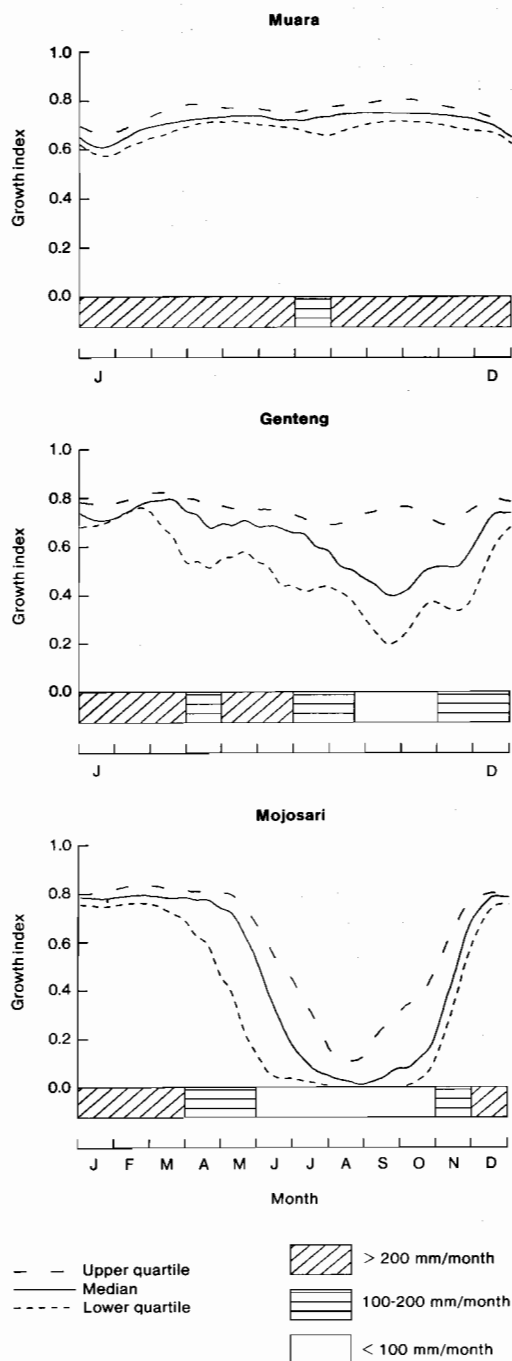 Muara
1.0
0.8
0.6
0.4
0.2
0.0
Growth index
J D
Genteng
1.0
0.8
0.6
0.4
0.2
0.0
Growth index
J D
Mojosari
1.0
0.8
0.6
0.4
0.2
0.0
Growth index
J F M A M J J A S O N D
Month
Upper quartile
Median
Lower quartile
> 200 mm/month
100-200 mm/month
< 100 mm/month